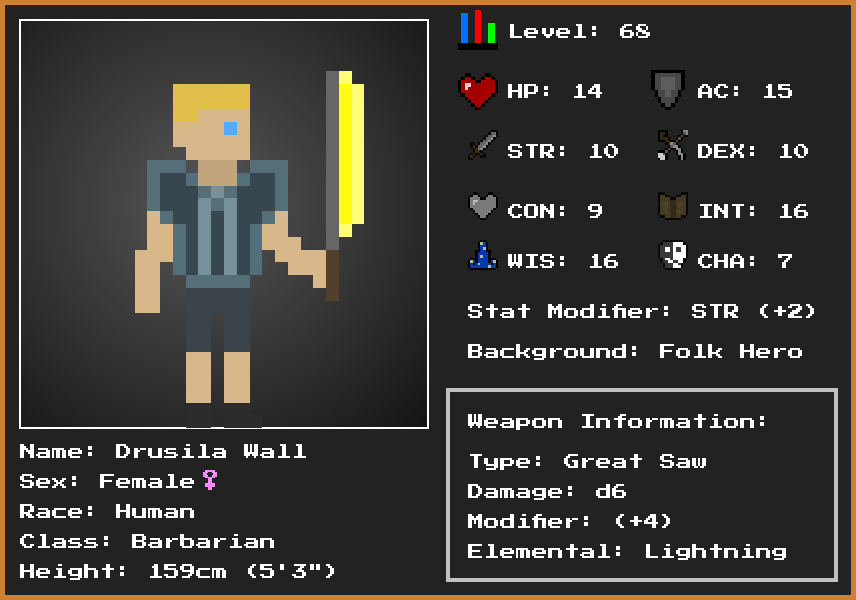 Level: 68
HP: 14
AC: 15
STR: 10
DEX: 10
CON: 9
INT: 16
WIS: 16
CHA: 7
Stat Modifier: STR (+2)
Background: Folk Hero
Weapon Information:
Type: Great Saw
Damage: d6
Modifier: (+4)
Elemental: Lightning
Name: Drusila Wall
Sex: Female♀
Race: Human
Class: Barbarian
Height: 159cm (5'3")